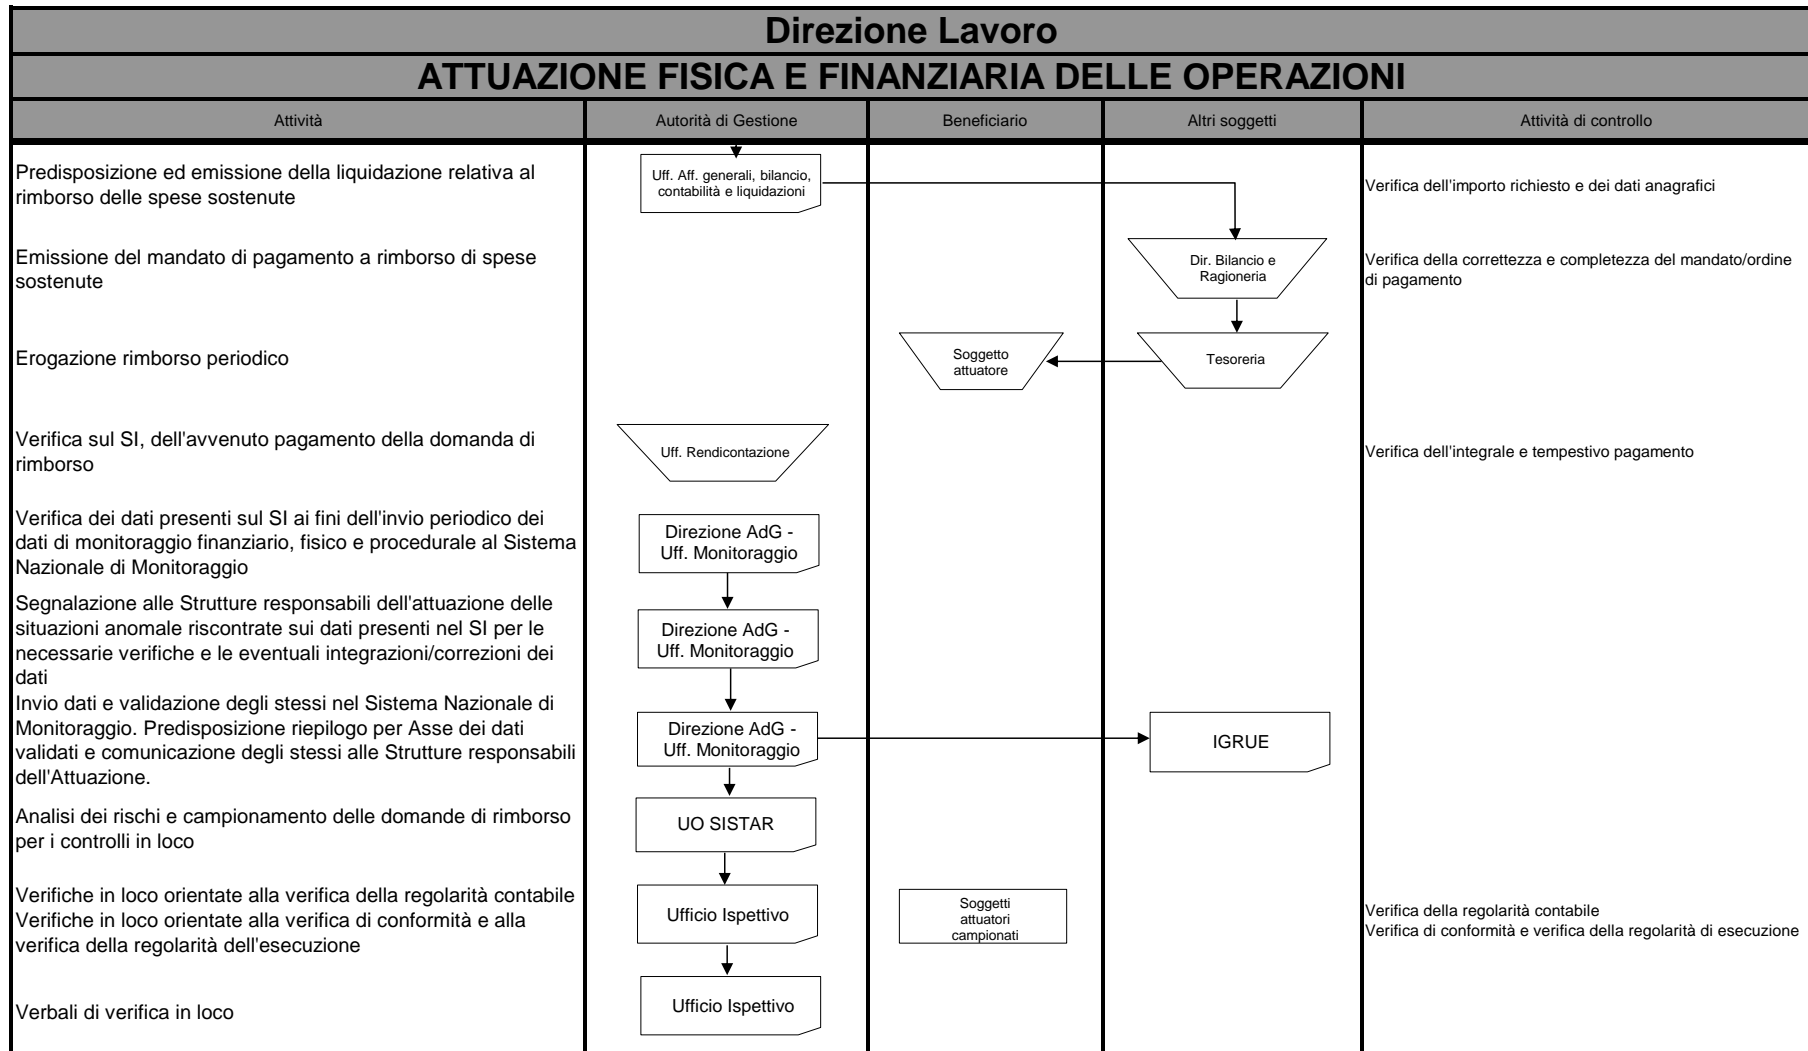 Direzione Lavoro
ATTUAZIONE FISICA E FINANZIARIA DELLE OPERAZIONI
Attività
Autorità di Gestione
Beneficiario
Altri soggetti
Attività di controllo
Predisposizione ed emissione della liquidazione relativa al
rimborso delle spese sostenute
Uff. Aff. generali, bilancio,
contabilità e liquidazioni
Verifica dell'importo richiesto e dei dati anagrafici
Emissione del mandato di pagamento a rimborso di spese
sostenute
Dir. Bilancio e
Ragioneria
Verifica della correttezza e completezza del mandato/ordine
di pagamento
Erogazione rimborso periodico
Soggetto
attuatore
Tesoreria
Verifica sul SI, dell'avvenuto pagamento della domanda di
rimborso
Uff. Rendicontazione
Verifica dell'integrale e tempestivo pagamento
Verifica dei dati presenti sul SI ai fini dell'invio periodico dei
dati di monitoraggio finanziario, fisico e procedurale al Sistema
Nazionale di Monitoraggio
Direzione AdG -
Uff. Monitoraggio
Segnalazione alle Strutture responsabili dell'attuazione delle
situazioni anomale riscontrate sui dati presenti nel SI per le
necessarie verifiche e le eventuali integrazioni/correzioni dei
dati
Direzione AdG -
Uff. Monitoraggio
Invio dati e validazione degli stessi nel Sistema Nazionale di
Monitoraggio. Predisposizione riepilogo per Asse dei dati
validati e comunicazione degli stessi alle Strutture responsabili
dell'Attuazione.
Direzione AdG -
Uff. Monitoraggio
IGRUE
Analisi dei rischi e campionamento delle domande di rimborso
per i controlli in loco
UO SISTAR
Verifiche in loco orientate alla verifica della regolarità contabile
Verifiche in loco orientate alla verifica di conformità e alla
verifica della regolarità dell'esecuzione
Ufficio Ispettivo
Soggetti
attuatori
campionati
Verifica della regolarità contabile
Verifica di conformità e verifica della regolarità di esecuzione
Verbali di verifica in loco
Ufficio Ispettivo